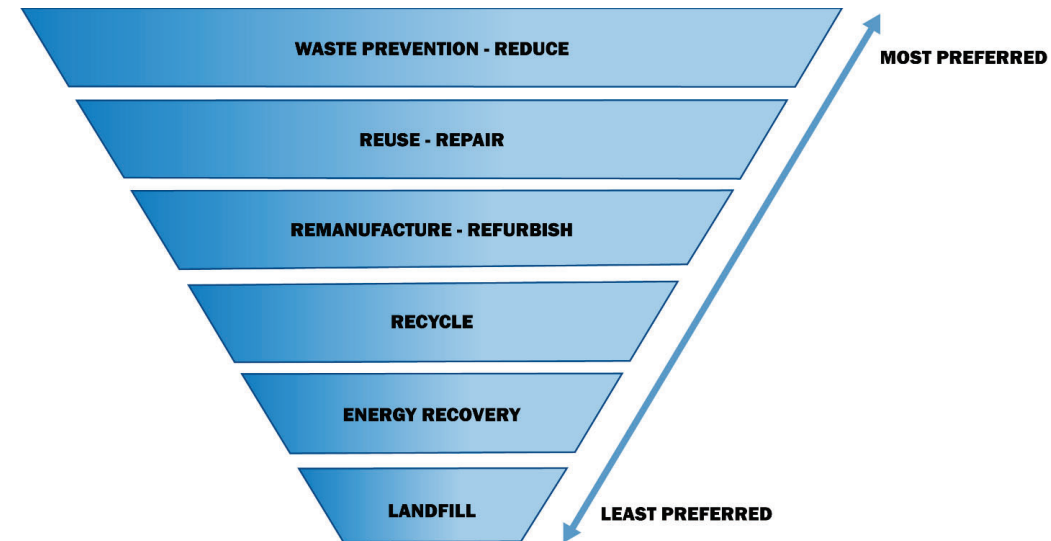 WASTE PREVENTION - REDUCE
MOST PREFERRED
REUSE - REPAIR
REMANUFACTURE - REFURBISH
RECYCLE
ENERGY RECOVERY
LANDFILL
LEAST PREFERRED